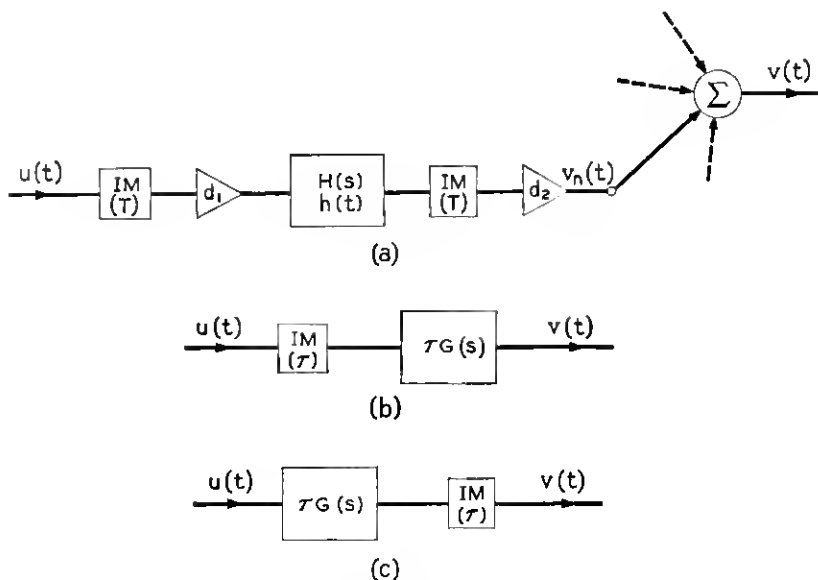 v(t)
Σ
u(t)
IM
(T)
d₁
H(s)
h(t)
IM
(T)
d₂
vₙ(t)
(a)
u(t)
IM
(τ)
τG(s)
v(t)
(b)
u(t)
τG(s)
IM
(τ)
v(t)
(c)